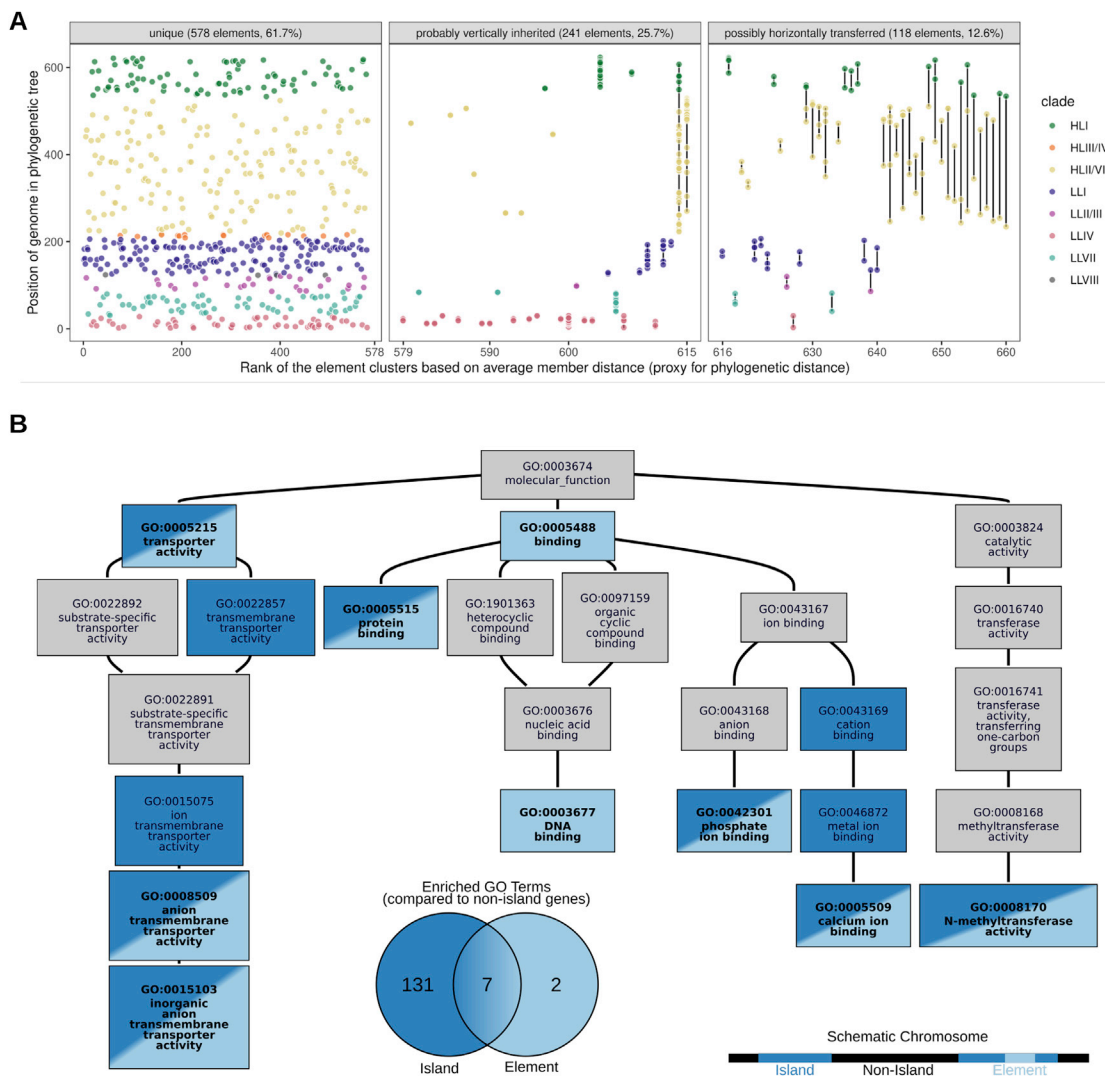 A
unique (578 elements, 61.7%)
probably vertically inherited (241 elements, 25.7%)
possibly horizontally transferred (118 elements, 12.6%)
Position of genome in phylogenetic tree
600
400
200
0
0
200
400
578
579
590
600
615
616
630
640
650
660
Rank of the element clusters based on average member distance (proxy for phylogenetic distance)
clade
HLI
HLIII/IV
HLII/VI
LLI
LLII/III
LLIV
LLVII
LLVIII
B
GO:0003674
molecular_function
GO:0005215
transporter
activity
GO:0005488
binding
GO:0003824
catalytic
activity
GO:0022892
substrate-specific
transporter
activity
GO:0022857
transmembrane
transporter
activity
GO:0005515
protein
binding
GO:1901363
heterocyclic
compound
binding
GO:0097159
organic
cyclic
compound
binding
GO:0043167
ion binding
GO:0016740
transferase
activity
GO:0022891
substrate-specific
transmembrane
transporter
activity
GO:0003676
nucleic acid
binding
GO:0043168
anion
binding
GO:0043169
cation
binding
GO:0016741
transferase
activity,
transferring
one-carbon
groups
GO:0015075
ion
transmembrane
transporter
activity
GO:0003677
DNA
binding
GO:0042301
phosphate
ion binding
GO:0046872
metal ion
binding
GO:0008168
methyltransferase
activity
GO:0008509
anion
transmembrane
transporter
activity
GO:0005509
calcium ion
binding
GO:0008170
N-methyltransferase
activity
GO:0015103
inorganic
anion
transmembrane
transporter
activity
Enriched GO Terms
(compared to non-island genes)
131
7
2
Island
Element
Schematic Chromosome
Island
Non-Island
Element